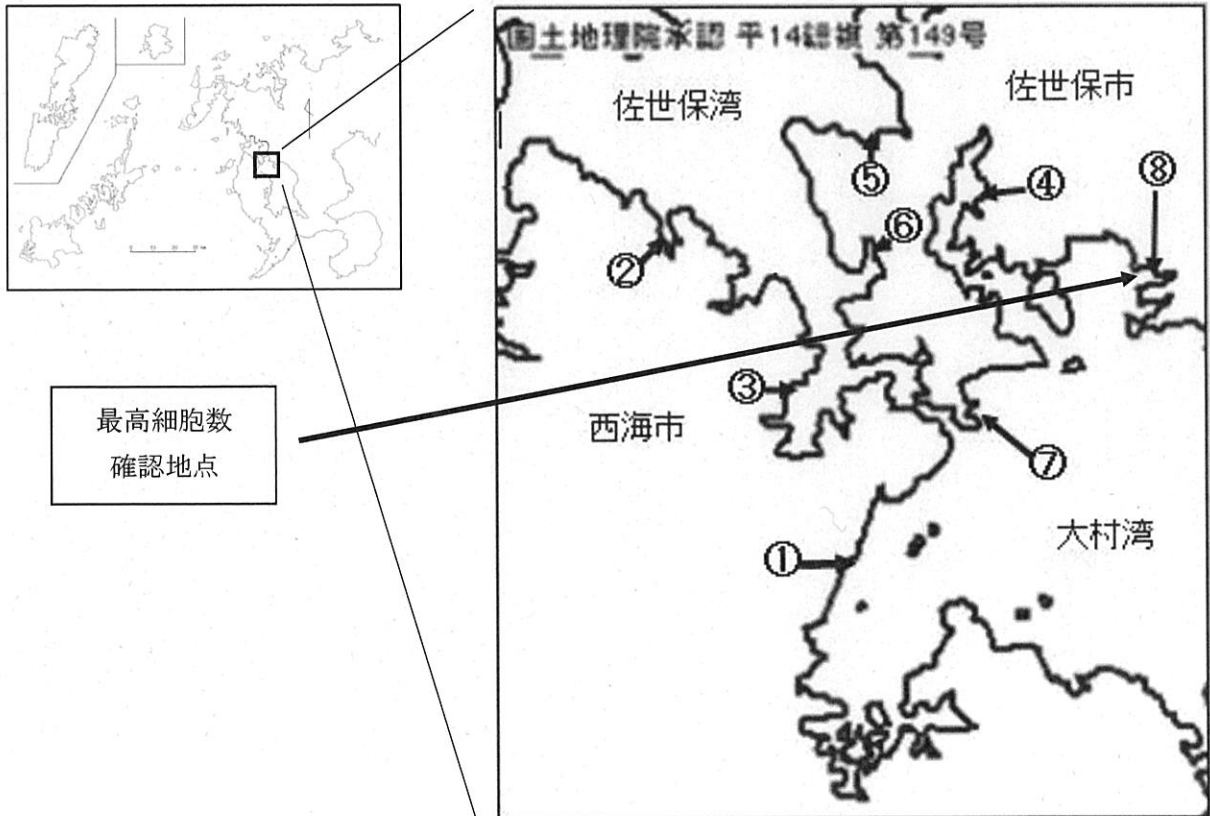 国土地理院承認 平14総複 第149号
佐世保湾
佐世保市
⑧
⑤
④
⑥
②
最高細胞数
確認地点
③
西海市
⑦
①
大村湾